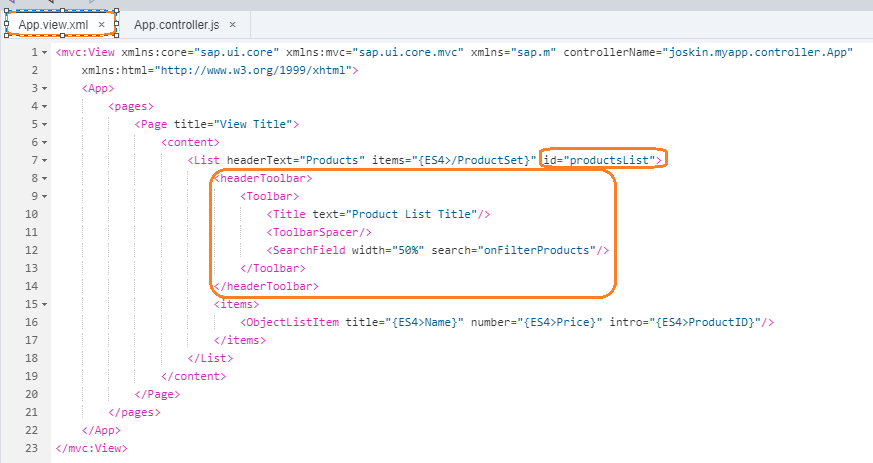 App.view.xml × App.controller.js ×
1 <mvc:View xmlns:core="sap.ui.core" xmlns:mvc="sap.ui.core.mvc" xmlns="sap.m" controllerName="joskin.myapp.controller.App"
2 xmlns:html="http://www.w3.org/1999/xhtml">
3 <App>
4 <pages>
5 <Page title="View Title">
6 <content>
7 <List headerText="Products" items="{ES4>/ProductSet}" id="productsList">
8 <headerToolbar>
9 <Toolbar>
10 <Title text="Product List Title"/>
11 <ToolbarSpacer/>
12 <SearchField width="50%" search="onFilterProducts"/>
13 </Toolbar>
14 </headerToolbar>
15 <items>
16 <ObjectListItem title="{ES4>Name}" number="{ES4>Price}" intro="{ES4>ProductID}"/>
17 </items>
18 </List>
19 </content>
20 </Page>
21 </pages>
22 </App>
23 </mvc:View>